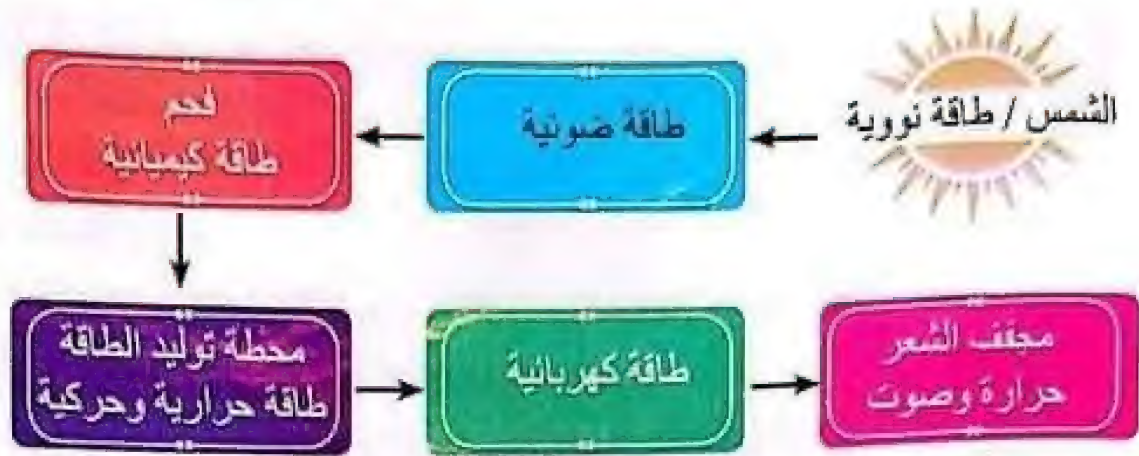 الشمس / طاقة نووية
طاقة ضوئية
فحم
طاقة كيميائية
محطة توليد الطاقة
طاقة حرارية وحركية
طاقة كهربائية
مجفف الشعر
حرارة وصوت